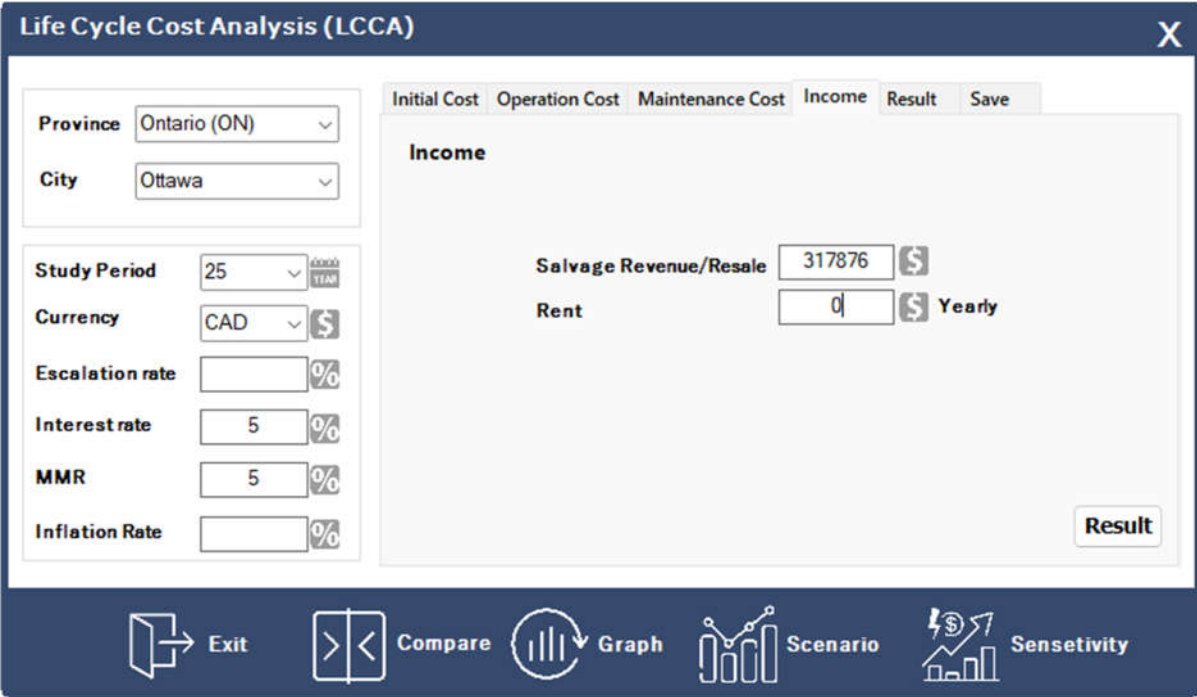 Life Cycle Cost Analysis (LCCA)
X
Province Ontario (ON)
City Ottawa
Study Period 25 YEAR
Currency CAD $
Escalation rate %
Interest rate 5 %
MMR 5 %
Inflation Rate %
Initial Cost Operation Cost Maintenance Cost Income Result Save
Income
Salvage Revenue/Resale 317876 $
Rent 0 $ Yearly
Result
Exit Compare Graph Scenario $ Sensetivity